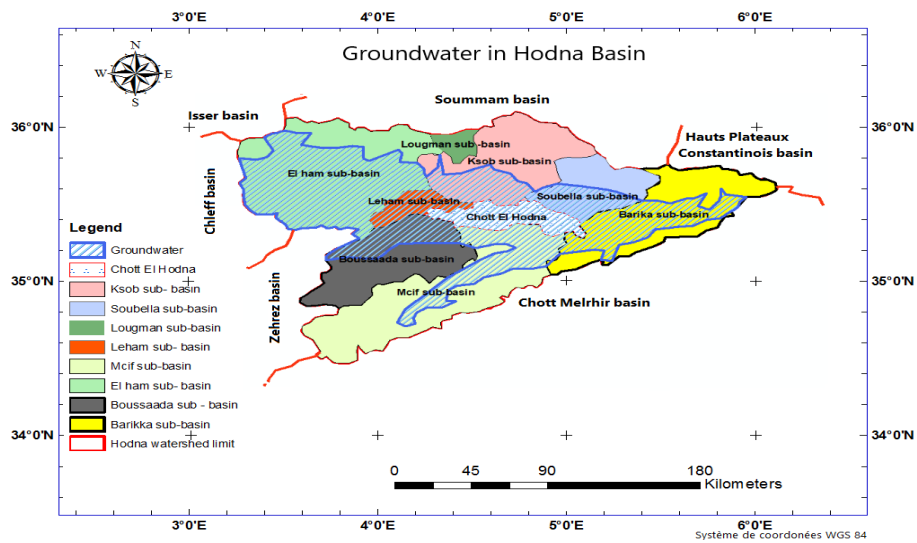 3°0'E 4°0'E 5°0'E 6°0'E
Groundwater in Hodna Basin
N
W E
S
Soummam basin
Isser basin
36°0'N 36°0'N
Hauts Plateaux
Constantinois basin
Lougman sub-basin
Ksob sub-basin
El ham sub-basin
Soubella sub-basin
Leham sub-basin
Chott El Hodna
Barika sub-basin
Chleff basin
Boussaada sub-basin
35°0'N 35°0'N
Mcif sub-basin
Chott Melrhir basin
Zehrez basin
Legend
Groundwater
Chott El Hodna
Ksob sub- basin
Soubella sub-basin
Lougman sub-basin
Leham sub- basin
Mcif sub-basin
El ham sub- basin
Boussaada sub - basin
Barikka sub-basin
Hodna watershed limit
34°0'N 34°0'N
0 45 90 180
Kilometers
3°0'E 4°0'E 5°0'E 6°0'E
Système de coordonées WGS 84